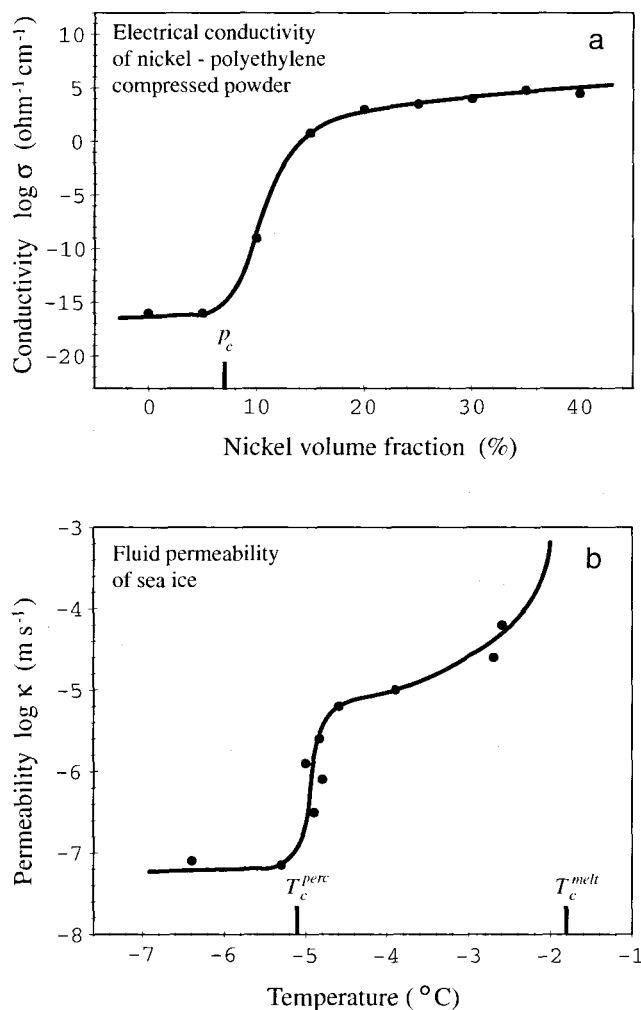 Electrical conductivity
of nickel - polyethylene
compressed powder
a
10
5
0
-5
-10
-15
-20
Conductivity log σ (ohm⁻¹cm⁻¹)
p_c
0 10 20 30 40
Nickel volume fraction (%)
Fluid permeability
of sea ice
b
-3
-4
-5
-6
-7
-8
Permeability log κ (m s⁻¹)
T_c^perc
T_c^melt
-7 -6 -5 -4 -3 -2 -1
Temperature (°C)